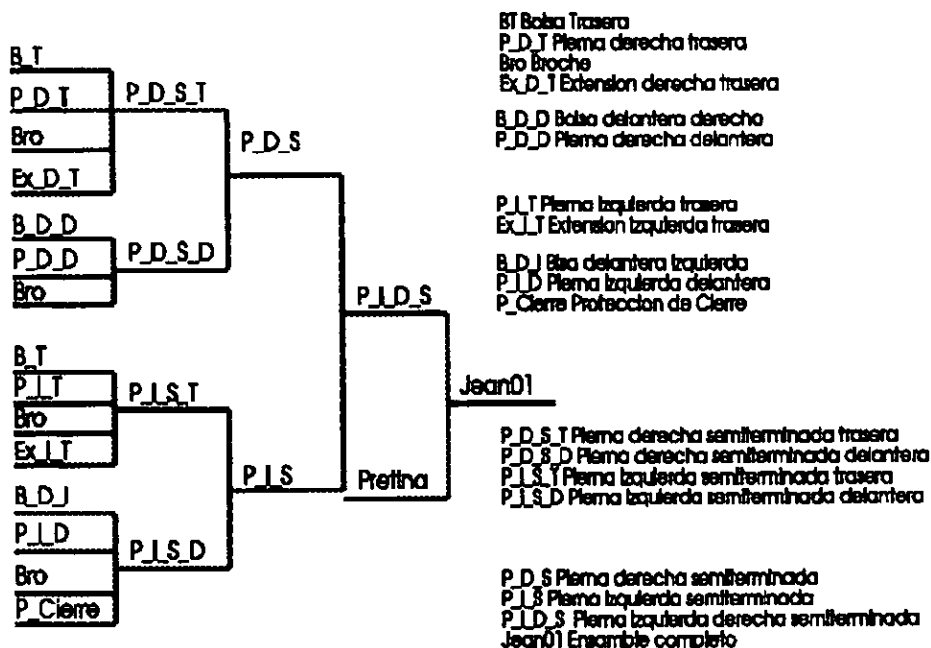 B_T
P_D_T
Bro
Ex_D_T
P_D_S_T
P_D_S
B_D_D
P_D_D
Bro
P_D_S_D
P_I_D_S
B_T
P_I_T
Bro
Ex_I_T
P_I_S_T
Jean01
P_I_S
Pretina
B_D_I
P_I_D
Bro
P_Cierre
P_I_S_D
BT Bolsa Trasera
P_D_T Pierna derecha trasera
Bro Broche
Ex_D_T Extension derecha trasera
B_D_D Bolsa delantera derecho
P_D_D Pierna derecha delantera
P_I_T Pierna Izquierda trasera
Ex_I_T Extension Izquierda trasera
B_D_I Blsa delantera Izquierda
P_I_D Pierna Izquierda delantera
P_Cierre Proteccion de Cierre
P_D_S_T Pierna derecha semiterminada trasera
P_D_S_D Pierna derecha semiterminada delantera
P_I_S_T Pierna Izquierda semiterminada trasera
P_I_S_D Pierna Izquierda semiterminada delantera
P_D_S Pierna derecha semiterminada
P_I_S Pierna Izquierda semiterminada
P_I_D_S Pierna Izquierda derecha semiterminada
Jean01 Ensamble completo